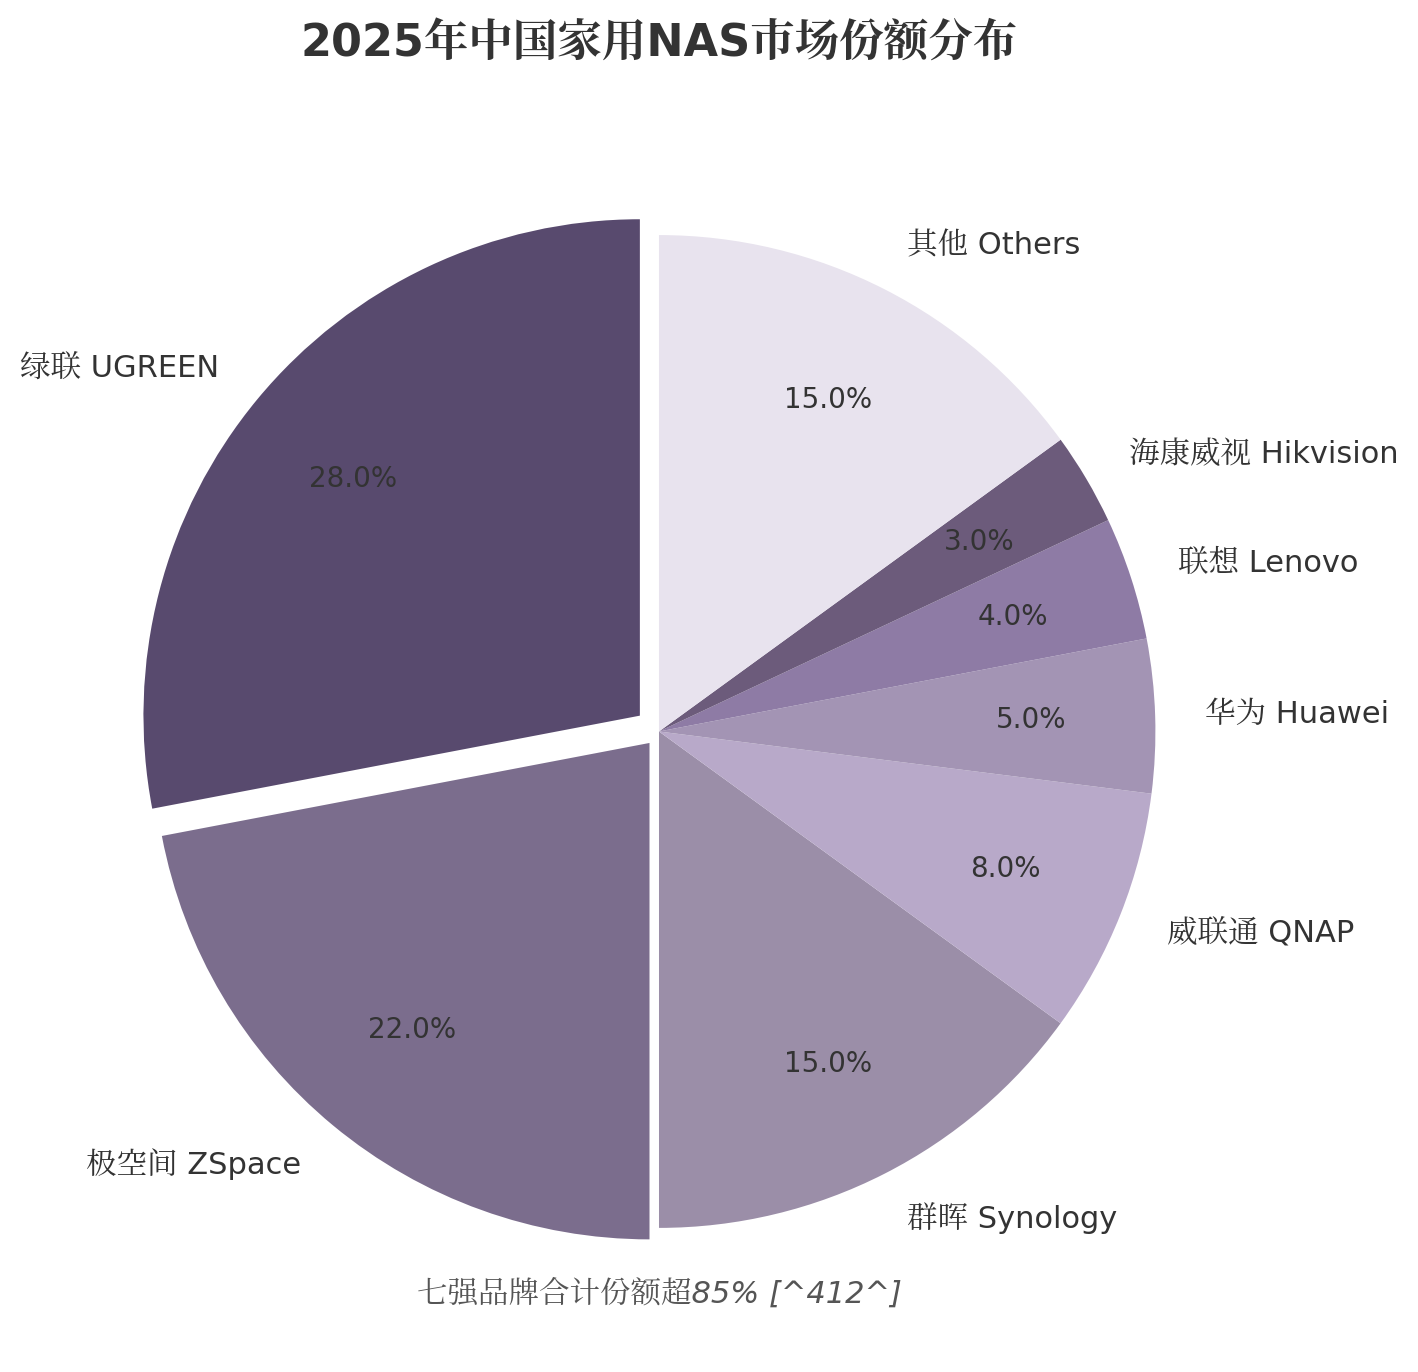 2025年中国家用NAS市场份额分布
其他 Others
绿联 UGREEN
15.0%
海康威视 Hikvision
28.0%
3.0%
联想 Lenovo
4.0%
华为 Huawei
5.0%
8.0%
威联通 QNAP
22.0%
15.0%
极空间 ZSpace
群晖 Synology
七强品牌合计份额超85% [^412^]